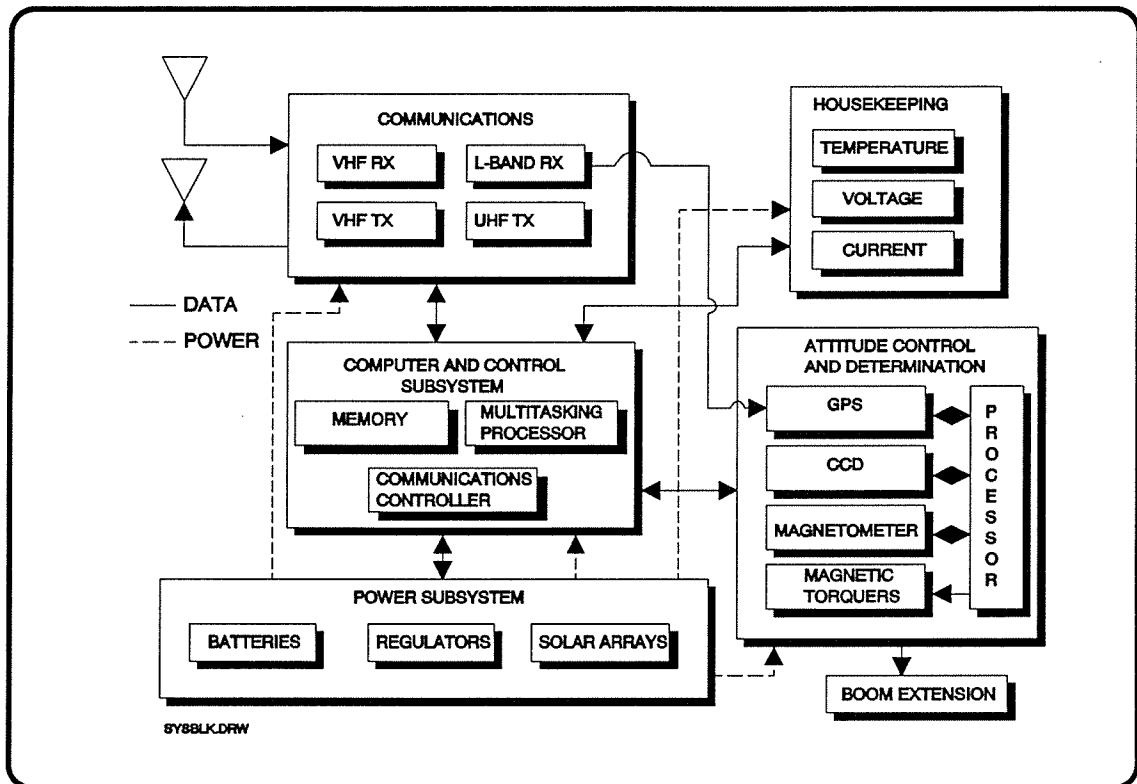 COMMUNICATIONS
VHF RX
L-BAND RX
VHF TX
UHF TX
HOUSEKEEPING
TEMPERATURE
VOLTAGE
CURRENT
DATA
POWER
COMPUTER AND CONTROL
SUBSYSTEM
MEMORY
MULTITASKING
PROCESSOR
COMMUNICATIONS
CONTROLLER
ATTITUDE CONTROL
AND DETERMINATION
GPS
CCD
MAGNETOMETER
MAGNETIC
TORQUERS
PROCESSOR
POWER SUBSYSTEM
BATTERIES
REGULATORS
SOLAR ARRAYS
BOOM EXTENSION
SYSBLK.DRW